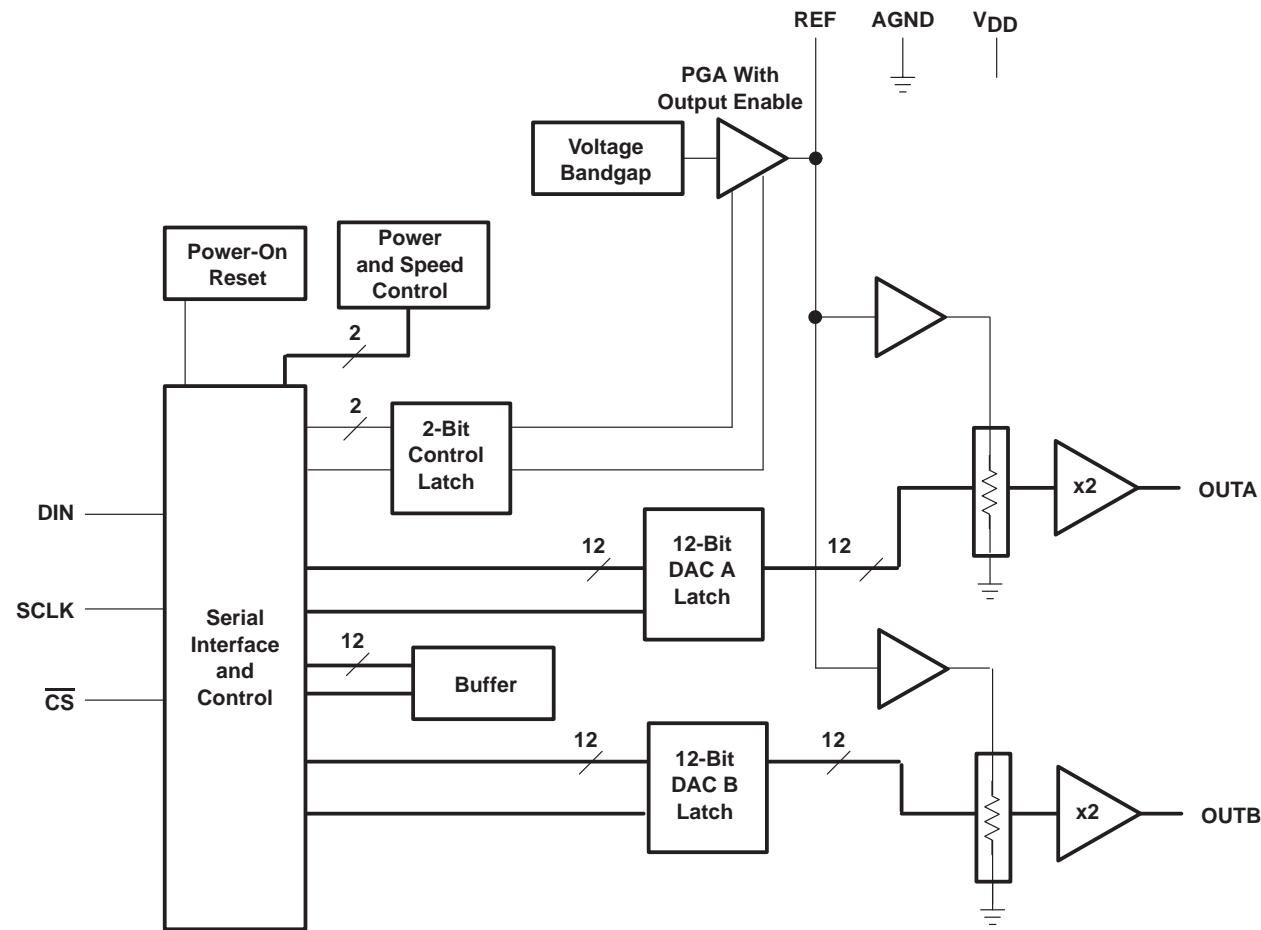 REF AGND VDD
PGA With
Output Enable
Voltage
Bandgap
Power-On
Reset
Power
and Speed
Control
2
2
2-Bit
Control
Latch
DIN
SCLK
CS
Serial
Interface
and
Control
12
12-Bit
DAC A
Latch
12
x2
OUTA
12
Buffer
12
12-Bit
DAC B
Latch
12
x2
OUTB